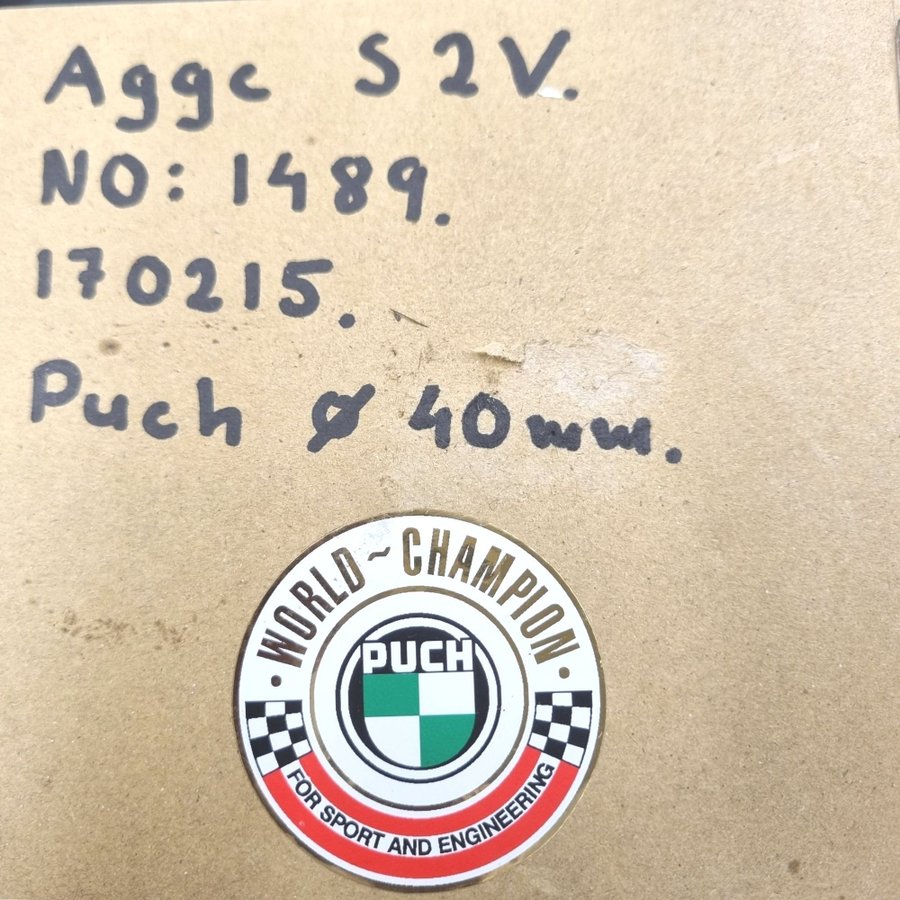 Aggc S2V.
NO: 1489.
170215.
Puch ø 40mm.
• WORLD~CHAMPION •
PUCH
FOR SPORT AND ENGINEERING